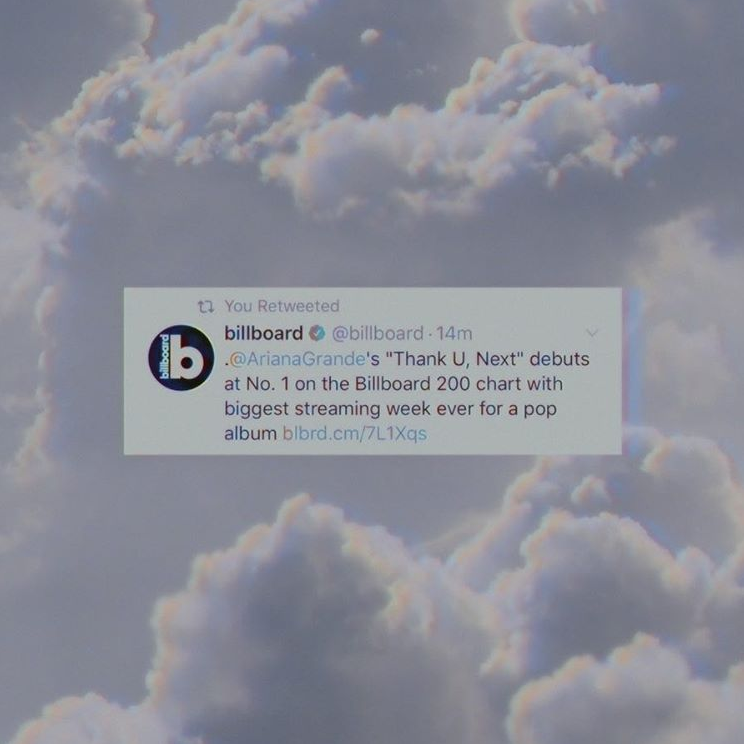 You Retweeted
billboard @billboard · 14m
.@ArianaGrande's "Thank U, Next" debuts
at No. 1 on the Billboard 200 chart with
biggest streaming week ever for a pop
album blbrd.cm/7L1Xqs
billboard
b